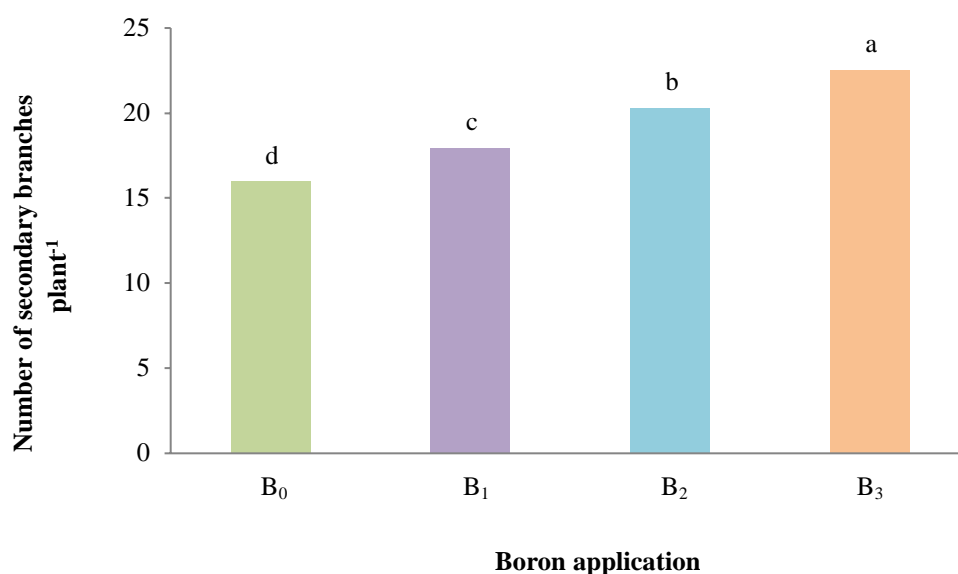 Number of secondary branches
plant⁻¹
25
20
15
10
5
0
d
c
b
a
B₀
B₁
B₂
B₃
Boron application